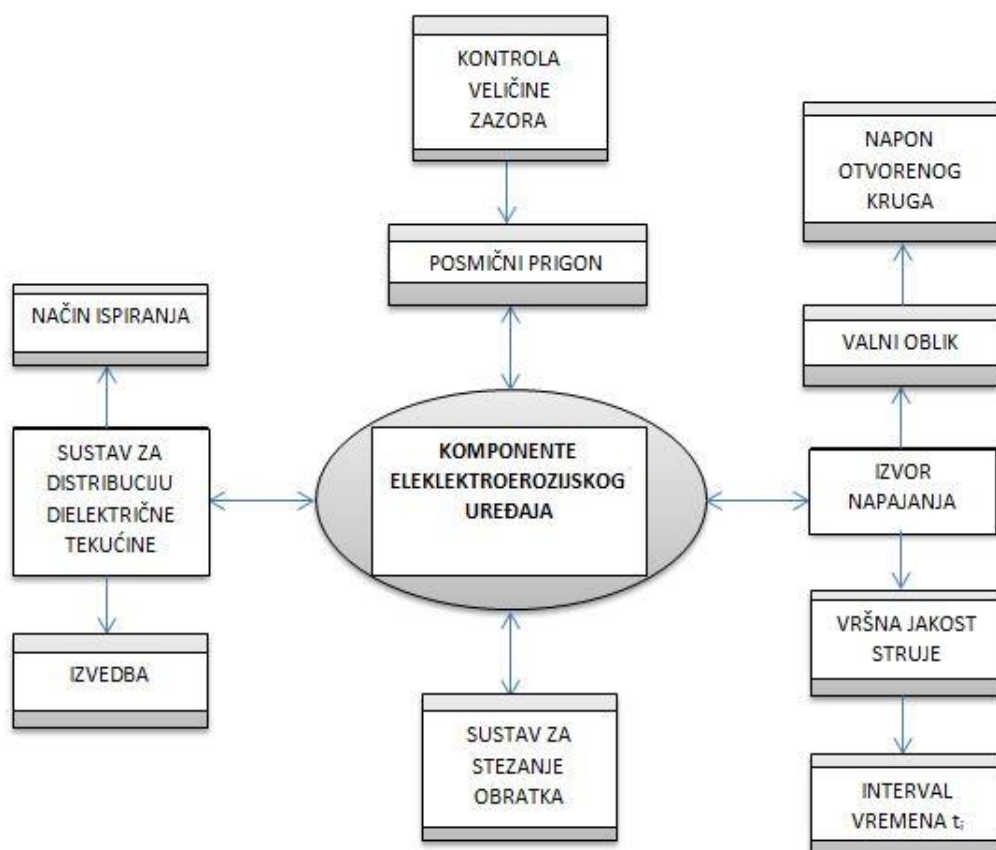 KONTROLA
VELIČINE
ZAZORA
NAPON
OTVORENOG
KRUGA
POSMIČNI PRIGON
NAČIN ISPIRANJA
VALNI OBLIK
SUSTAV ZA
DISTRIBUCIJU
DIELEKTRIČNE
TEKUĆINE
KOMPONENTE
ELEKLEKTROEROZIJSKOG
UREĐAJA
IZVOR
NAPAJANJA
VRŠNA JAKOST
STRUJE
IZVEDBA
SUSTAV ZA
STEZANJE
OBRATKA
INTERVAL
VREMENA tᵢ